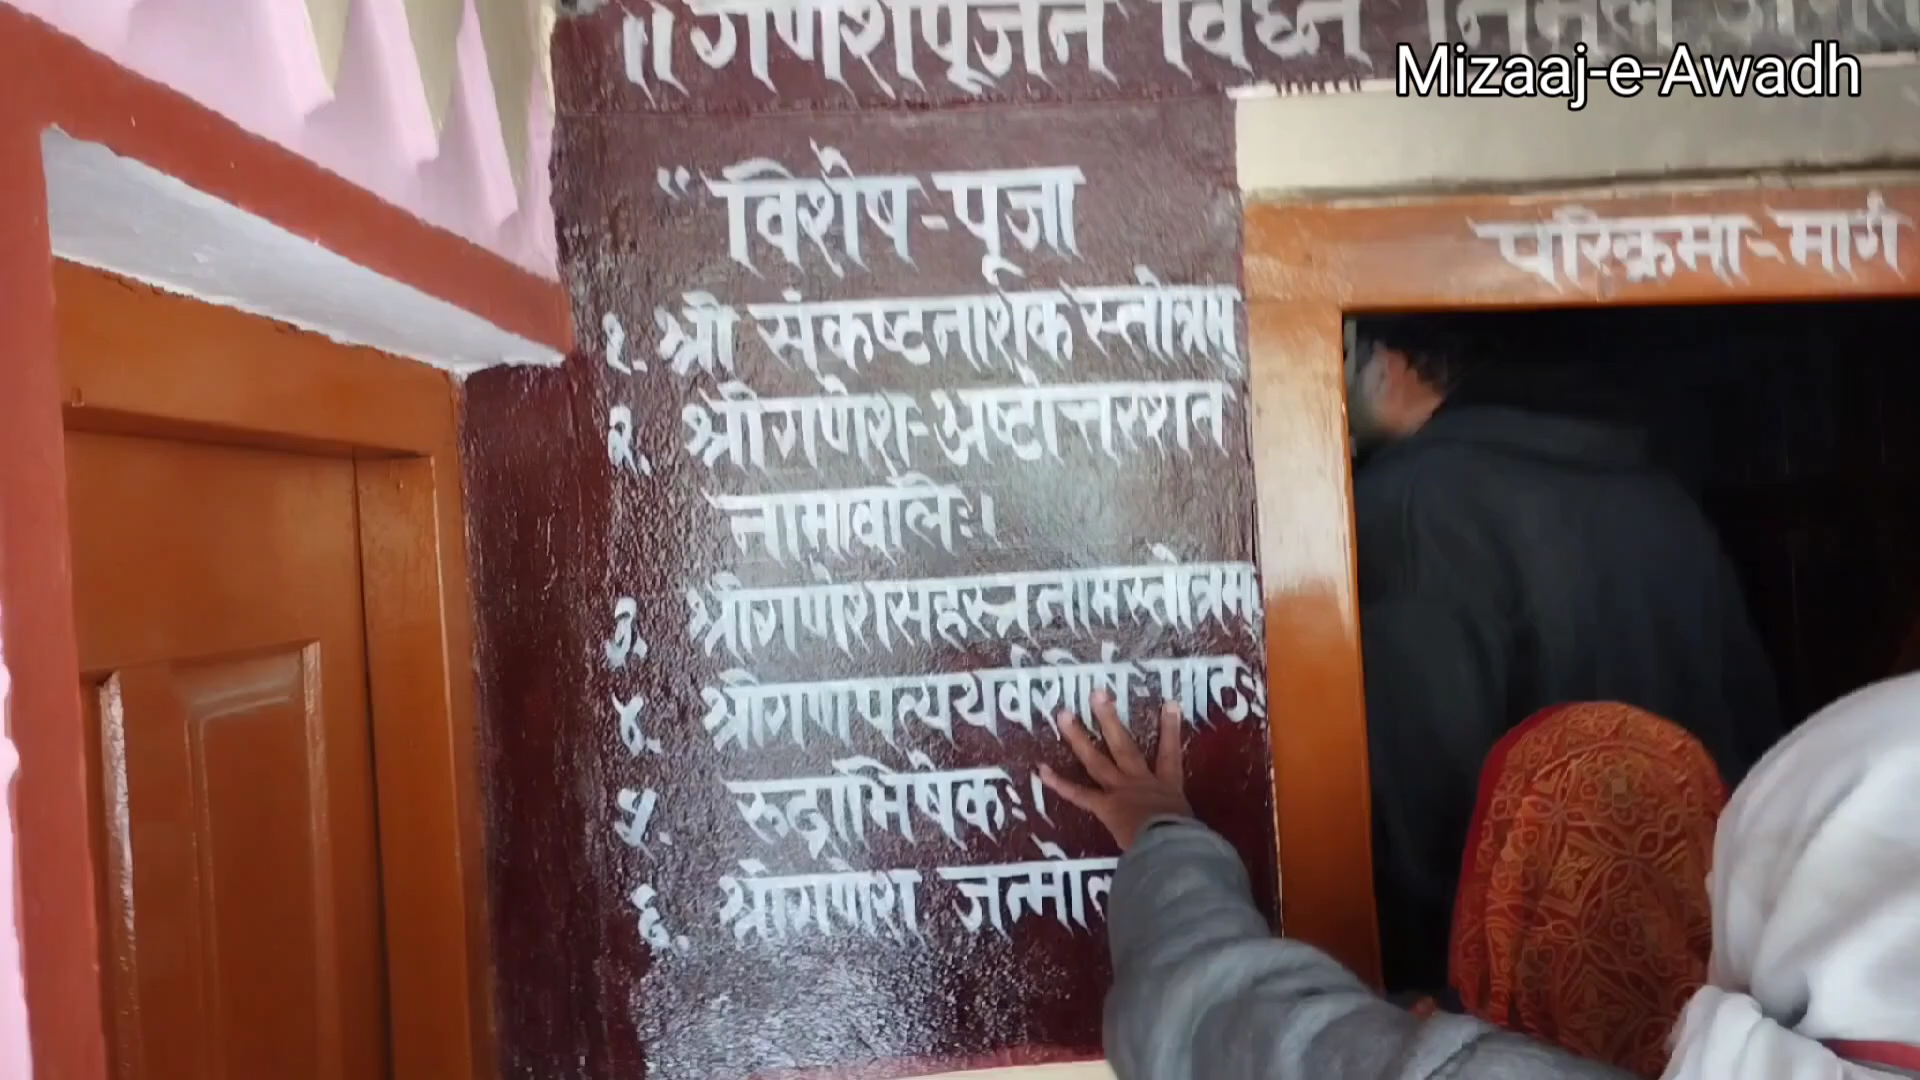 ॥गणेशपूजन विघ्न निर्मूल
Mizaaj-e-Awadh
"विशेष-पूजा
परिक्रमा-मार्ग
१. श्री संकष्टनाशक स्तोत्रम्
२. श्रीगणेश-अष्टोत्तरशत
नामावलिः।
३. श्रीगणेशसहस्त्रनामस्तोत्रम्
४. श्रीगणपत्यथर्वशीर्ष-पाठः
५. रूद्राभिषेकः।
६. श्रीगणेश